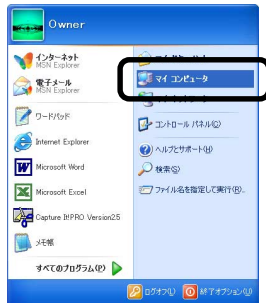 Owner
インターネット
MSN Explorer
電子メール
MSN Explorer
ワードパッド
Internet Explorer
Microsoft Word
Microsoft Excel
Capture It!PRO Version2.5
メモ帳
すべてのプログラム(P)
マイ コンピュータ
コントロール パネル(C)
ヘルプとサポート(H)
検索(S)
ファイル名を指定して実行(R)...
ログオフ(L)
終了オプション(U)